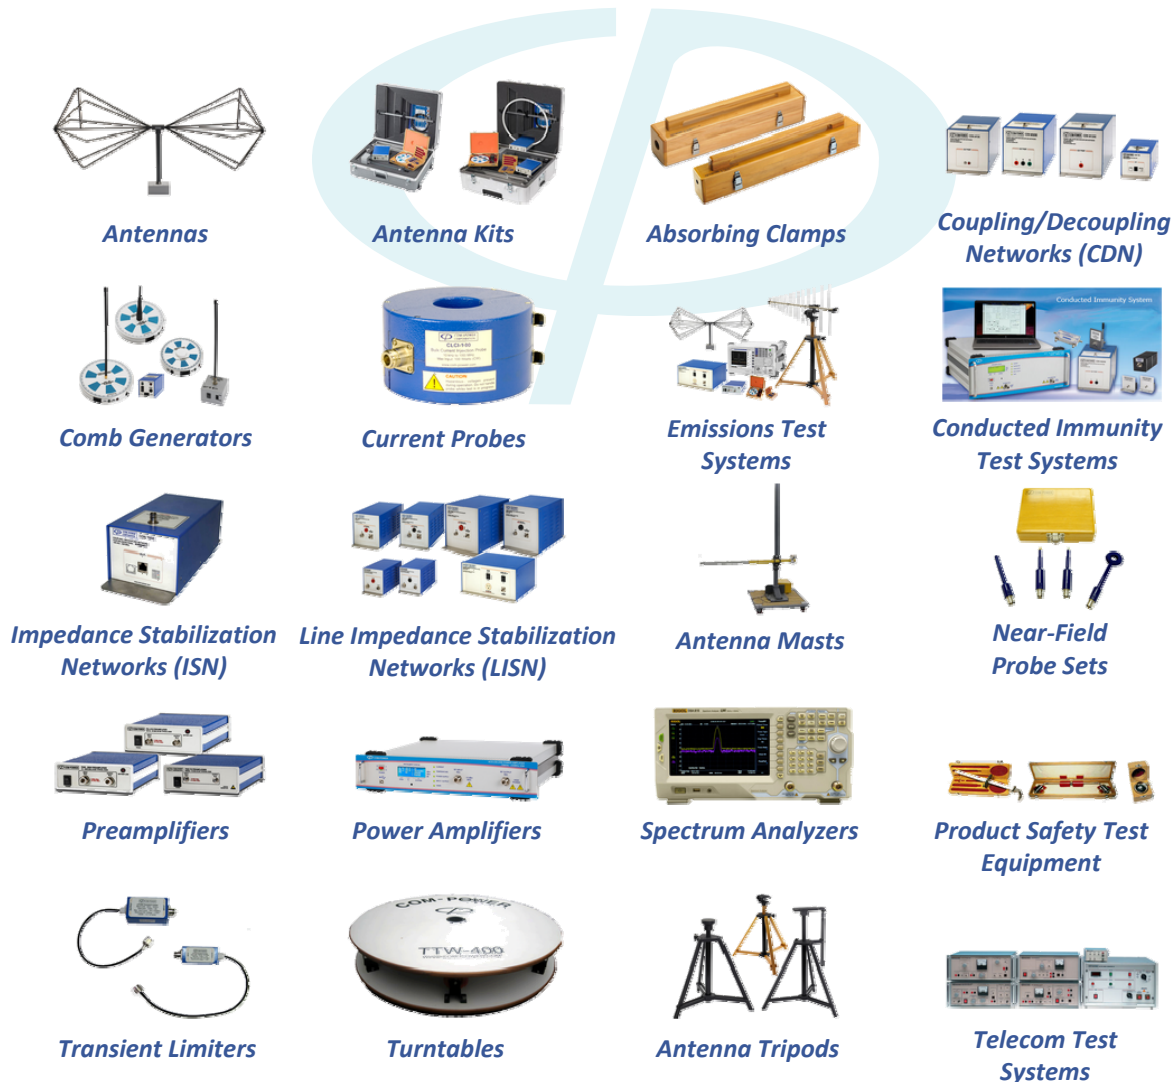 Antennas
Antenna Kits
Absorbing Clamps
Coupling/Decoupling
Networks (CDN)
Conducted Immunity System
CLCI-100
CAUTION:
Comb Generators
Current Probes
Emissions Test
Systems
Conducted Immunity
Test Systems
Impedance Stabilization
Networks (ISN)
Line Impedance Stabilization
Networks (LISN)
Antenna Masts
Near-Field
Probe Sets
Preamplifiers
Power Amplifiers
Spectrum Analyzers
Product Safety Test
Equipment
COM-POWER
TTW-400
Transient Limiters
Turntables
Antenna Tripods
Telecom Test
Systems